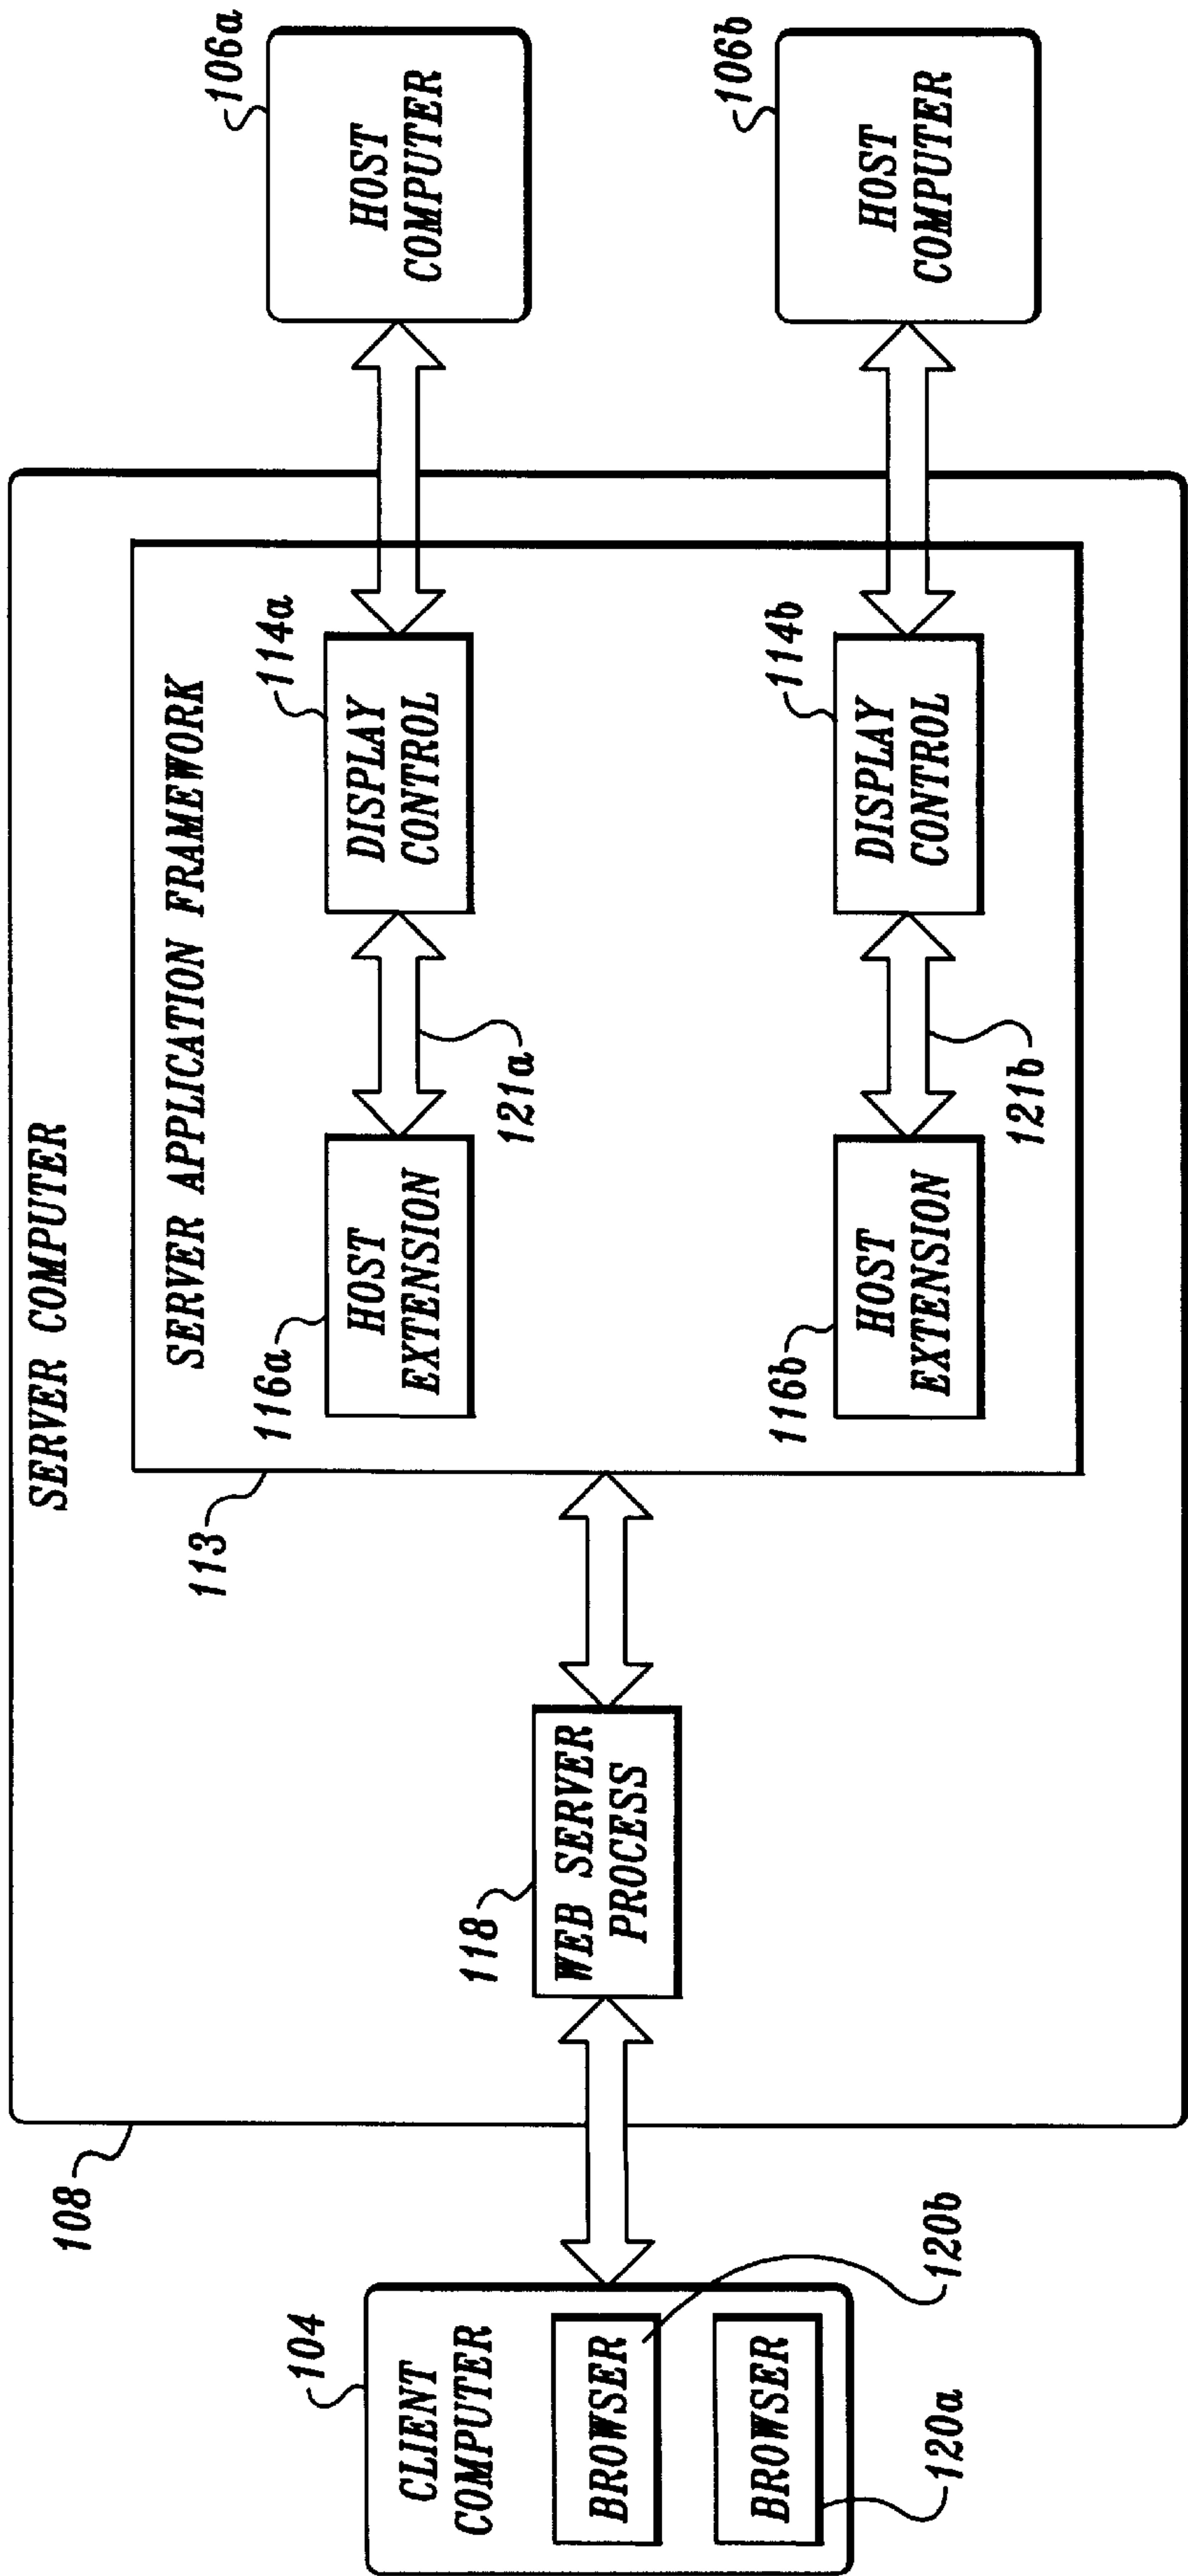 SERVER COMPUTER
108
SERVER APPLICATION FRAMEWORK
113
104
CLIENT
COMPUTER
BROWSER
120b
BROWSER
120a
118
WEB SERVER
PROCESS
116a
HOST
EXTENSION
121a
114a
DISPLAY
CONTROL
106a
HOST
COMPUTER
116b
HOST
EXTENSION
121b
114b
DISPLAY
CONTROL
106b
HOST
COMPUTER